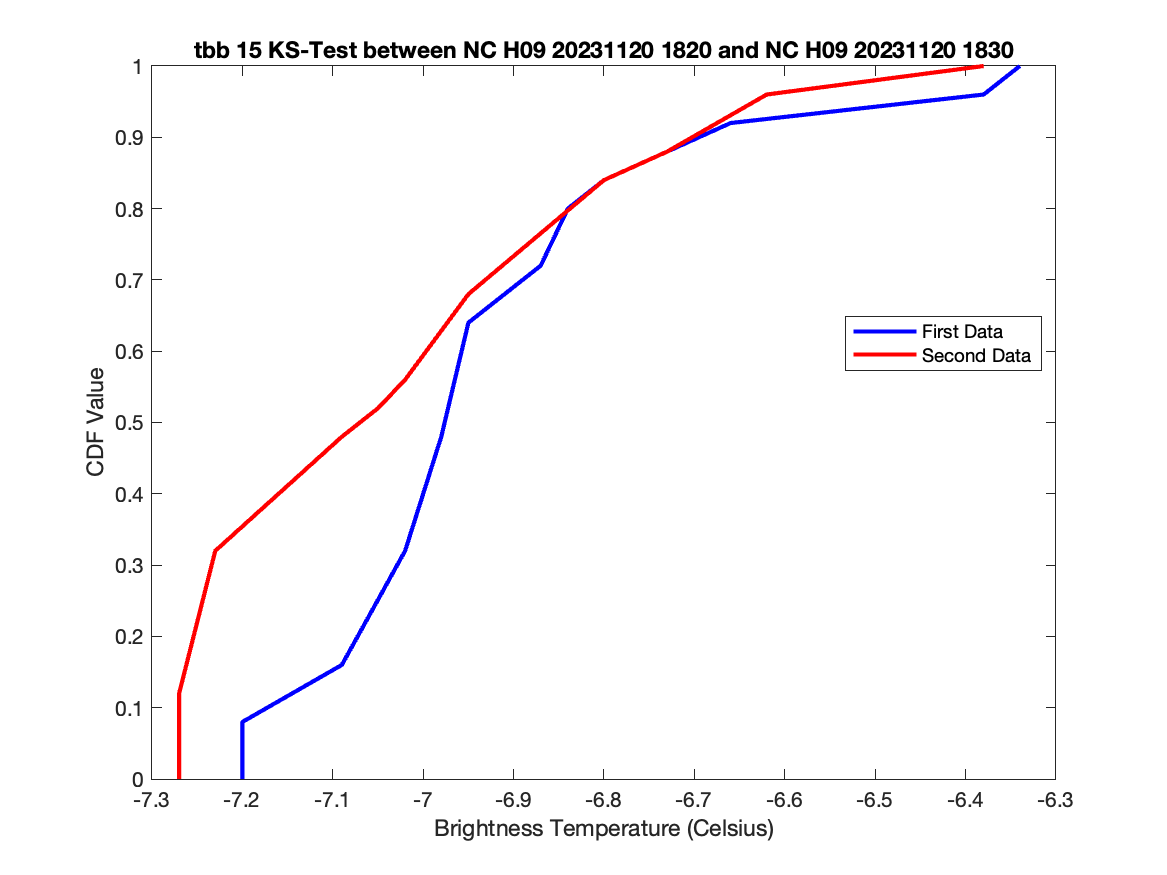 tbb 15 KS-Test between NC H09 20231120 1820 and NC H09 20231120 1830
1
0.9
0.8
0.7
0.6
0.5
0.4
0.3
0.2
0.1
0
CDF Value
First Data
Second Data
-7.3 -7.2 -7.1 -7 -6.9 -6.8 -6.7 -6.6 -6.5 -6.4 -6.3
Brightness Temperature (Celsius)